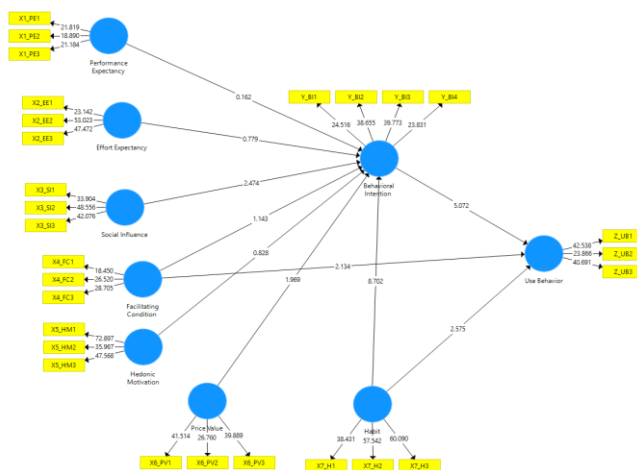 X1_PE1
X1_PE2
X1_PE3
21.819
18.890
21.184
Performance
Expectancy
0.162
X2_EE1
X2_EE2
X2_EE3
23.142
53.023
47.472
Effort Expectancy
0.779
Y_BI1
Y_BI2
Y_BI3
Y_BI4
24.516
38.655
39.773
23.831
Behavioral
Intention
X3_SI1
X3_SI2
X3_SI3
33.904
48.556
42.076
Social Influence
2.474
1.143
0.828
5.072
X4_FC1
X4_FC2
X4_FC3
18.450
26.520
28.705
Facilitating
Condition
2.134
1.969
8.702
2.575
Z_UB1
Z_UB2
Z_UB3
42.538
23.866
40.691
Use Behavior
X5_HM1
X5_HM2
X5_HM3
72.897
35.967
47.568
Hedonic
Motivation
Price Value
41.514
26.760
39.889
X6_PV1
X6_PV2
X6_PV3
Habit
38.431
57.542
60.090
X7_H1
X7_H2
X7_H3